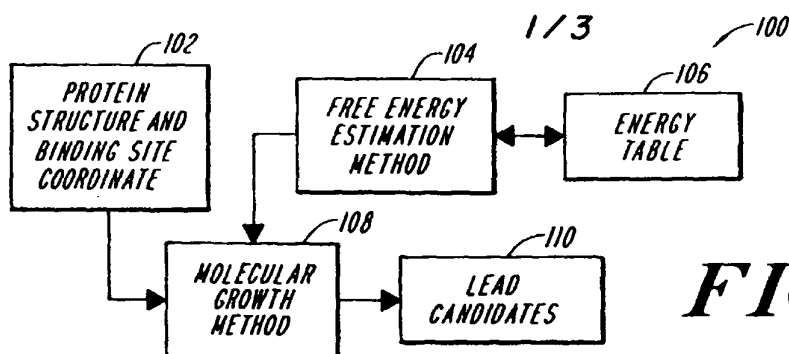 1/3
100
102
PROTEIN
STRUCTURE AND
BINDING SITE
COORDINATE
104
FREE ENERGY
ESTIMATION
METHOD
106
ENERGY
TABLE
108
MOLECULAR
GROWTH
METHOD
110
LEAD
CANDIDATES